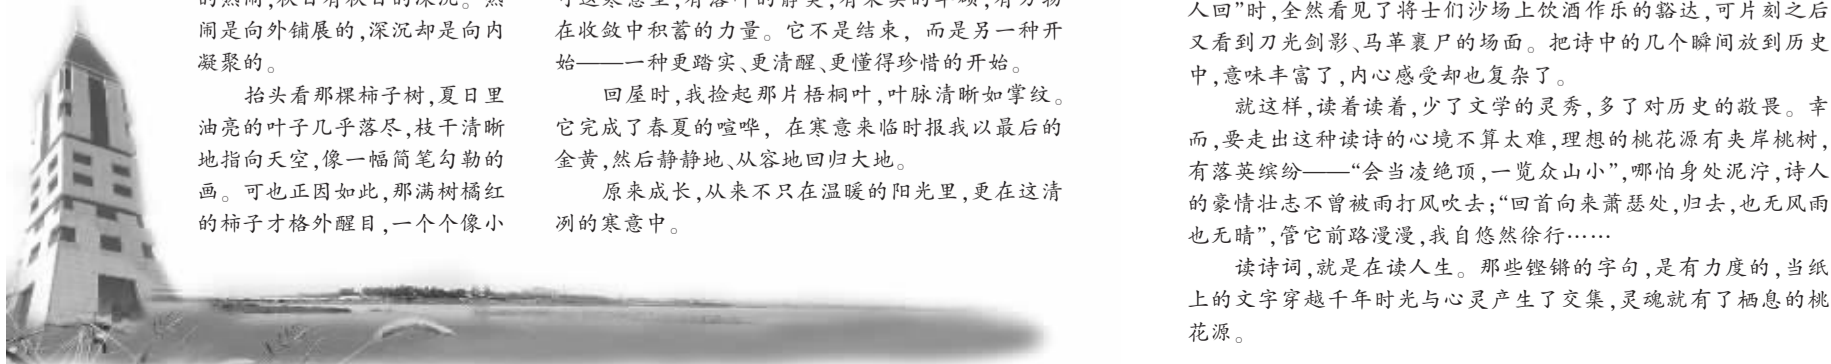 闹是向外铺展的,深沉却是向内
凝聚的。
抬头看那棵柿子树,夏日里
油亮的叶子几乎落尽,枝干清晰
地指向天空,像一幅简笔勾勒的
画。可也正因如此,那满树橘红
的柿子才格外醒目,一个个像小
在收敛中积蓄的力量。它不是结束，而是另一种开
始——一种更踏实、更清醒、更懂得珍惜的开始。
回屋时,我捡起那片梧桐叶,叶脉清晰如掌纹。
它完成了春夏的喧哗，在寒意来临时报我以最后的
金黄,然后静静地、从容地回归大地。
原来成长,从来不只在温暖的阳光里,更在这清
冽的寒意中。
人回”时,全然看见了将士们沙场上饮酒作乐的豁达,可片刻之后
又看到刀光剑影、马革裹尸的场面。把诗中的几个瞬间放到历史
中,意味丰富了,内心感受却也复杂了。
就这样,读着读着,少了文学的灵秀,多了对历史的敬畏。幸
而,要走出这种读诗的心境不算太难,理想的桃花源有夹岸桃树,
有落英缤纷——“会当凌绝顶,一览众山小”,哪怕身处泥泞,诗人
的豪情壮志不曾被雨打风吹去;“回首向来萧瑟处,归去,也无风雨
也无晴”,管它前路漫漫,我自悠然徐行……
读诗词,就是在读人生。那些铿锵的字句,是有力度的,当纸
上的文字穿越千年时光与心灵产生了交集,灵魂就有了栖息的桃
花源。